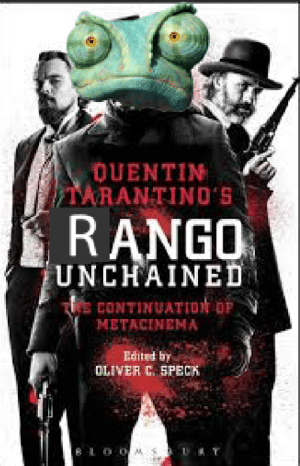 QUENTIN
TARANTINO'S
RANGO
UNCHAINED
THE CONTINUATION OF
METACINEMA
Edited by
OLIVER C. SPECK
BLOOMSBURY